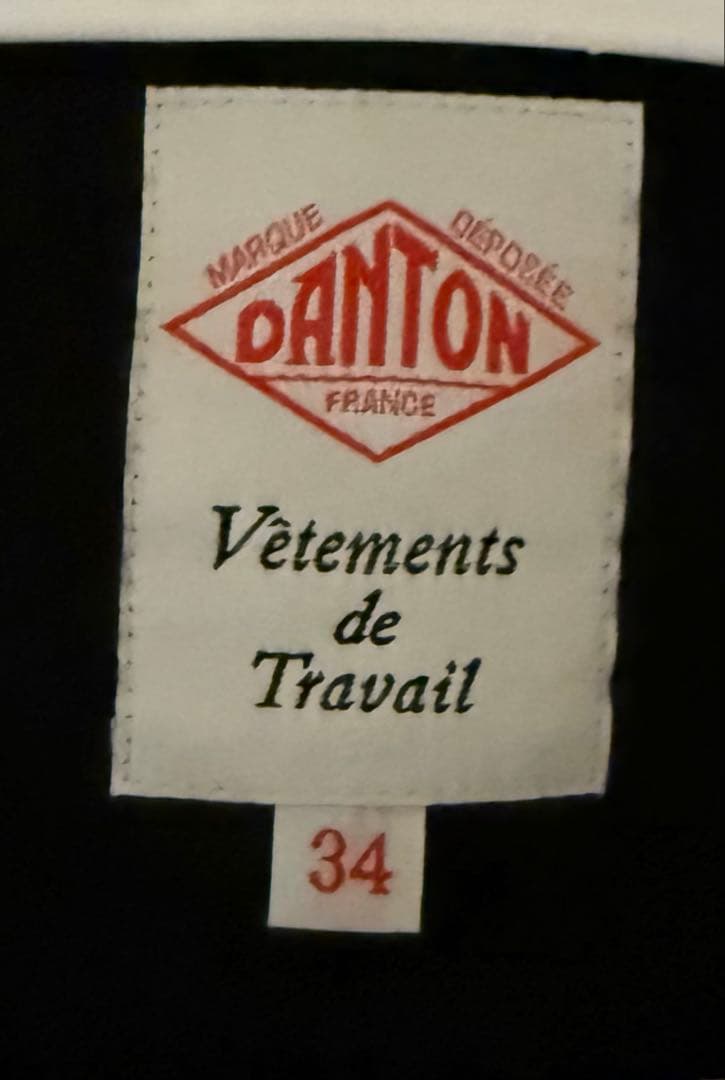 MARQUE DÉPOSÉE
DANTON
FRANCE
Vêtements
de
Travail
34